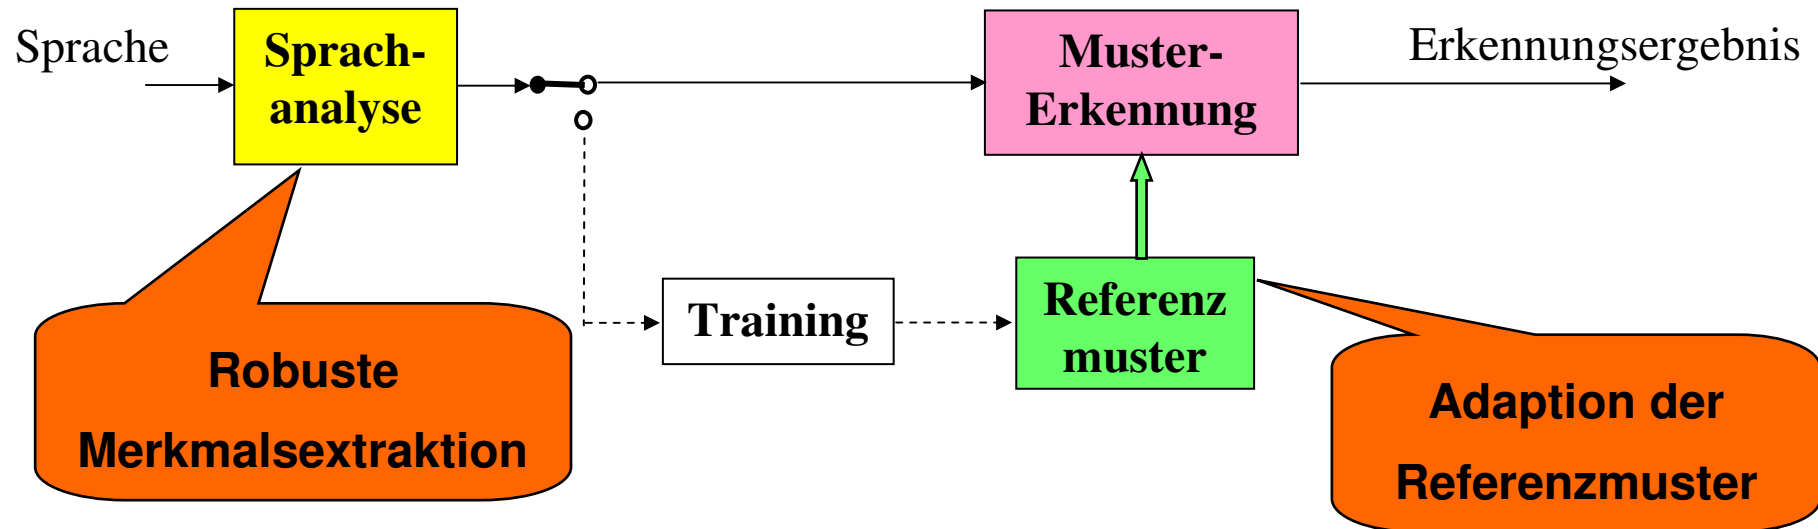 Sprache
Sprach-
analyse
Muster-
Erkennung
Erkennungsergebnis
Training
Referenz
muster
Robuste
Merkmalsextraktion
Adaption der
Referenzmuster